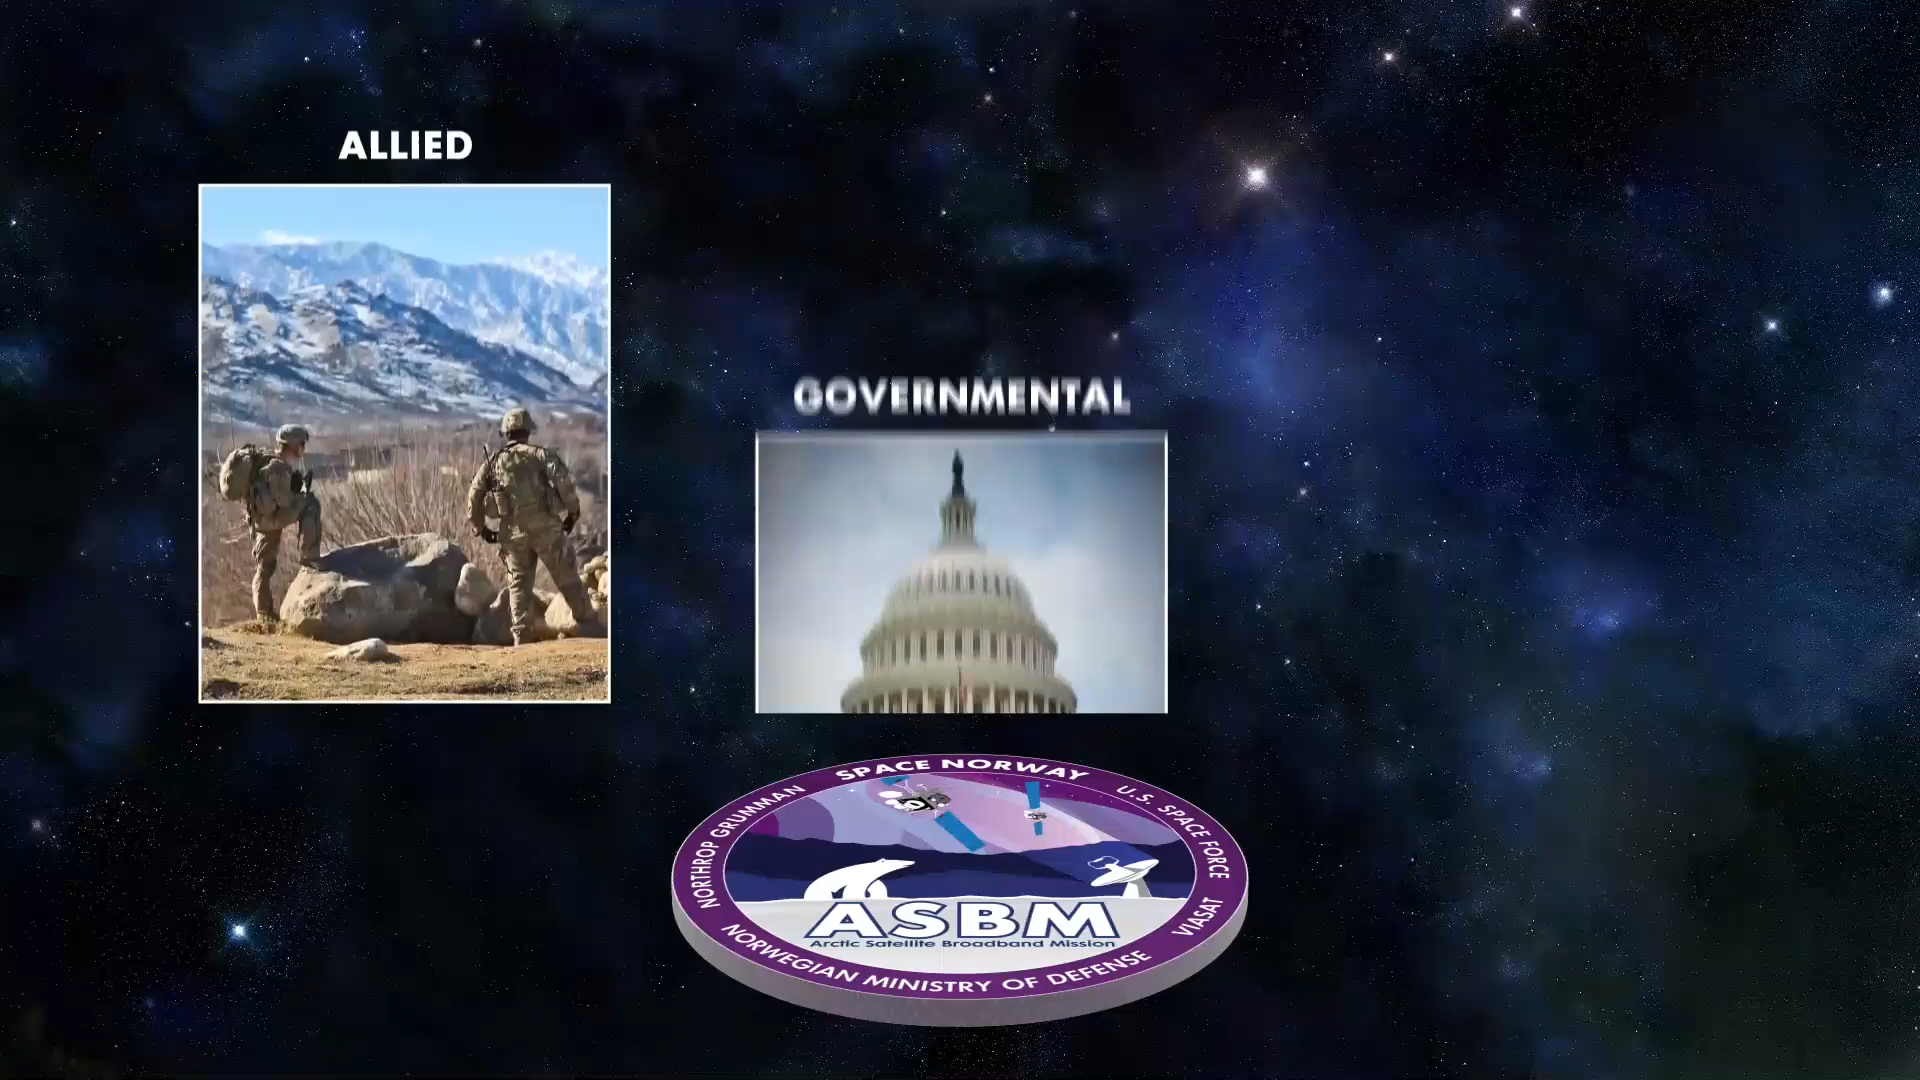 ALLIED
GOVERNMENTAL
SPACE NORWAY
NORTHROP GRUMMAN
U.S. SPACE FORCE
VIASAT
ASBM
Arctic Satellite Broadband Mission
NORWEGIAN MINISTRY OF DEFENSE